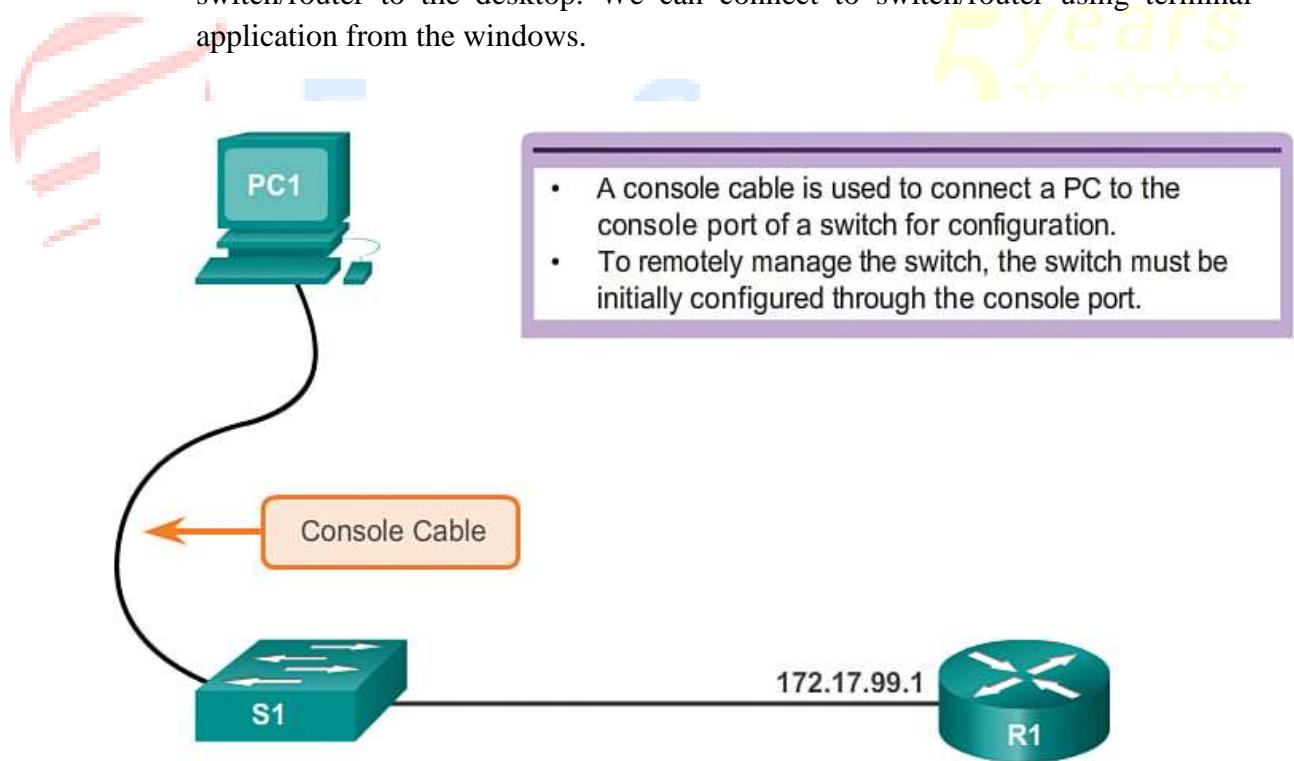 switch/router to the desktop. We can connect to switch/router using terminal
application from the windows.
5years
PC1
• A console cable is used to connect a PC to the
console port of a switch for configuration.
• To remotely manage the switch, the switch must be
initially configured through the console port.
Console Cable
172.17.99.1
S1
R1